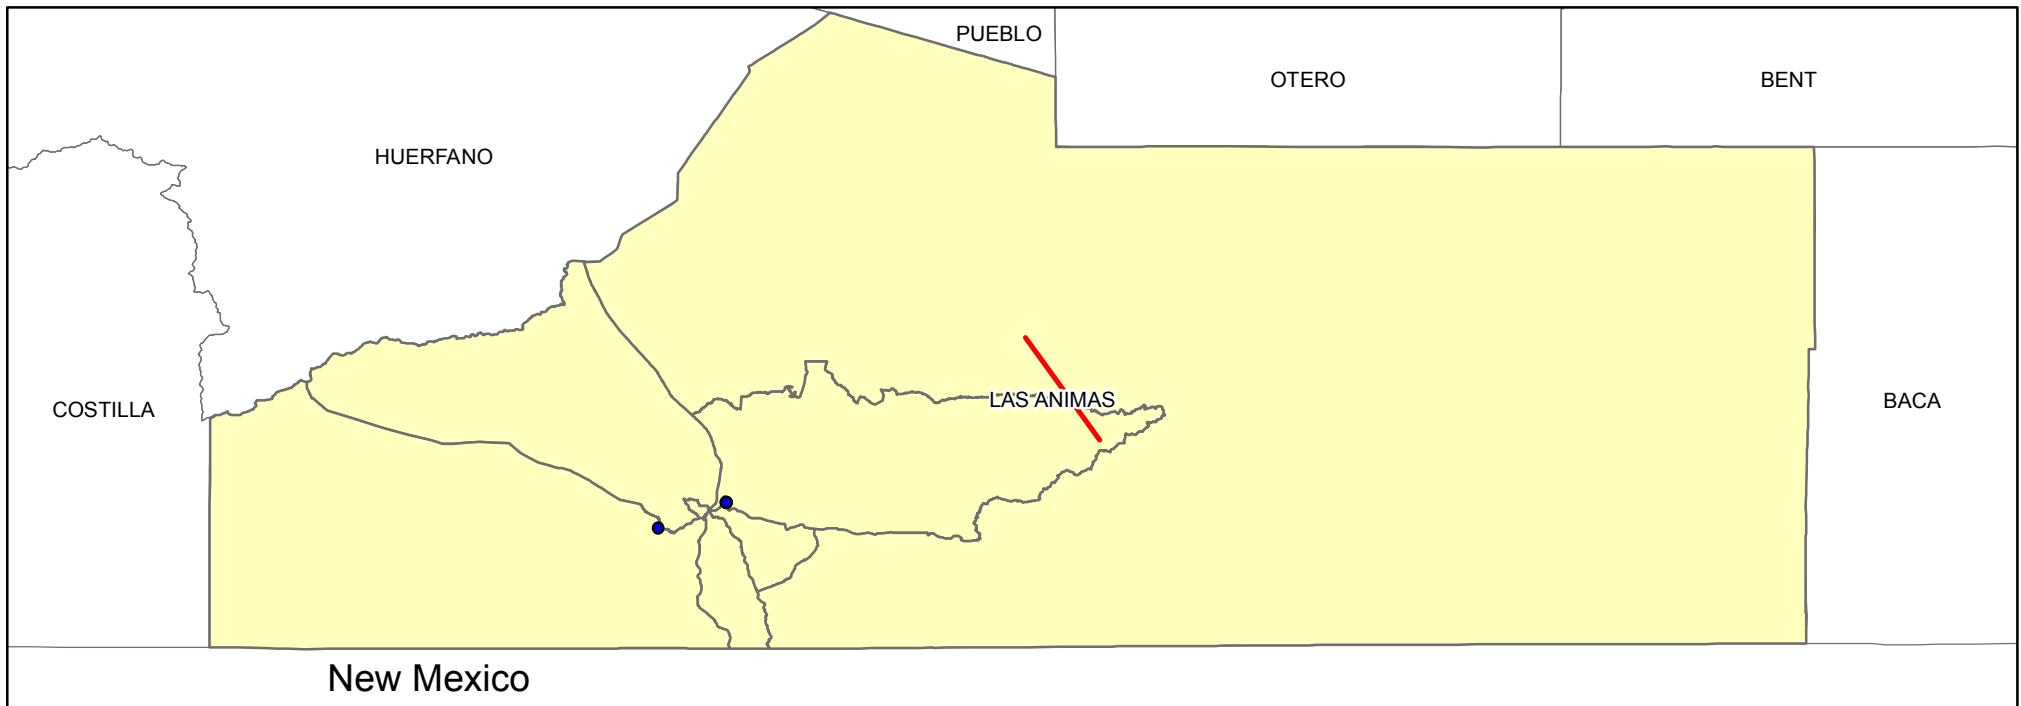 PUEBLO
OTERO
BENT
HUERFANO
LAS ANIMAS
COSTILLA
BACA
New Mexico